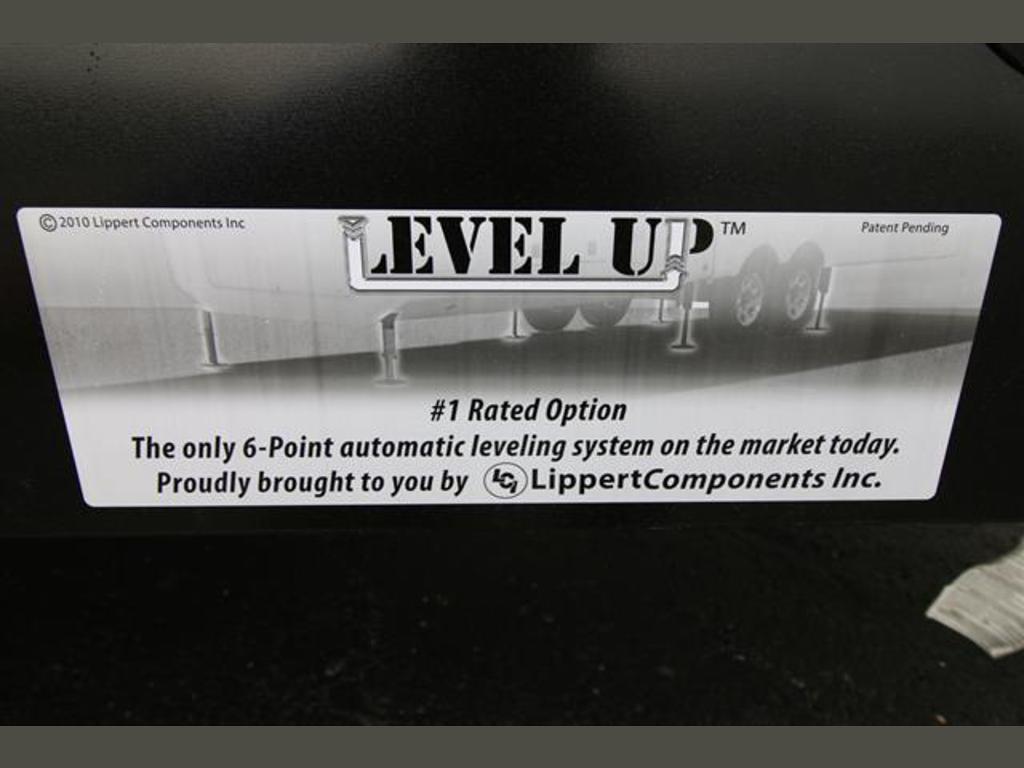 © 2010 Lippert Components Inc
LEVEL UP™
Patent Pending
#1 Rated Option
The only 6-Point automatic leveling system on the market today.
Proudly brought to you by LCI LippertComponents Inc.